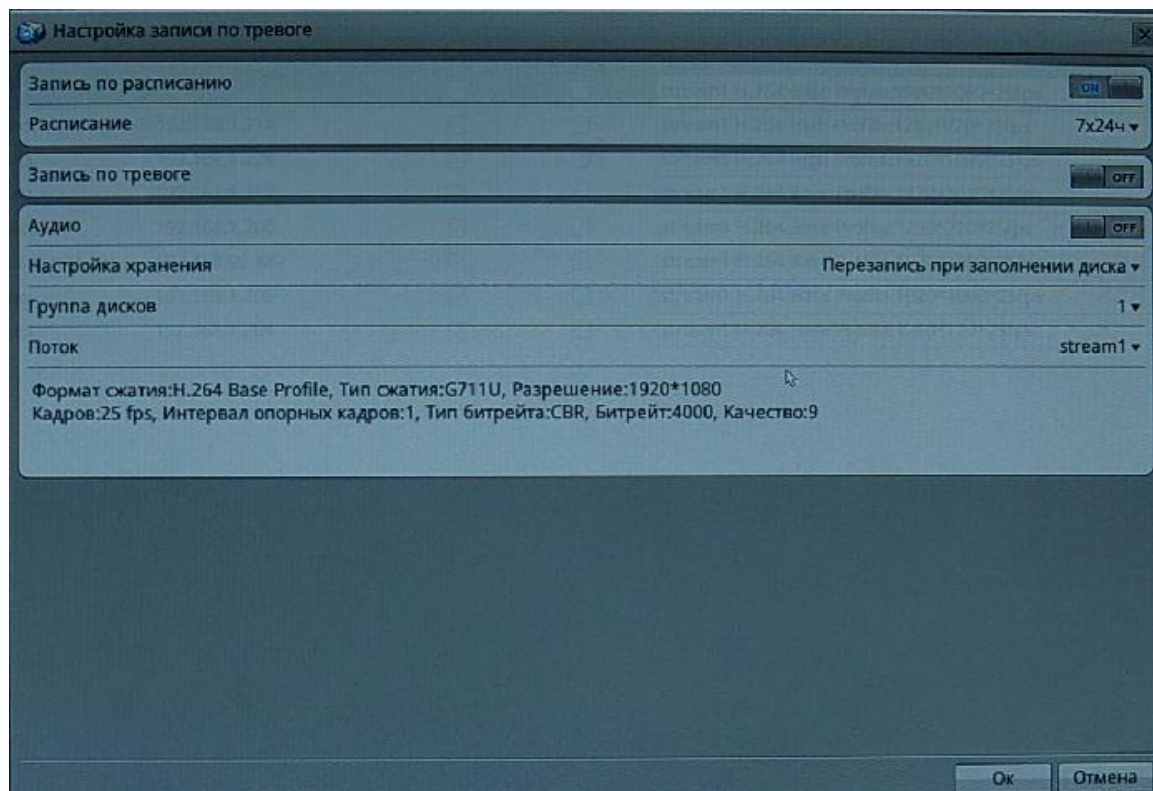 Настройка записи по тревоге
Запись по расписанию ON
Расписание 7x24ч
Запись по тревоге OFF
Аудио OFF
Настройка хранения Перезапись при заполнении диска
Группа дисков 1
Поток stream1
Формат сжатия:H.264 Base Profile, Тип сжатия:G711U, Разрешение:1920*1080
Кадров:25 fps, Интервал опорных кадров:1, Тип битрейта:CBR, Битрейт:4000, Качество:9
Ок Отмена